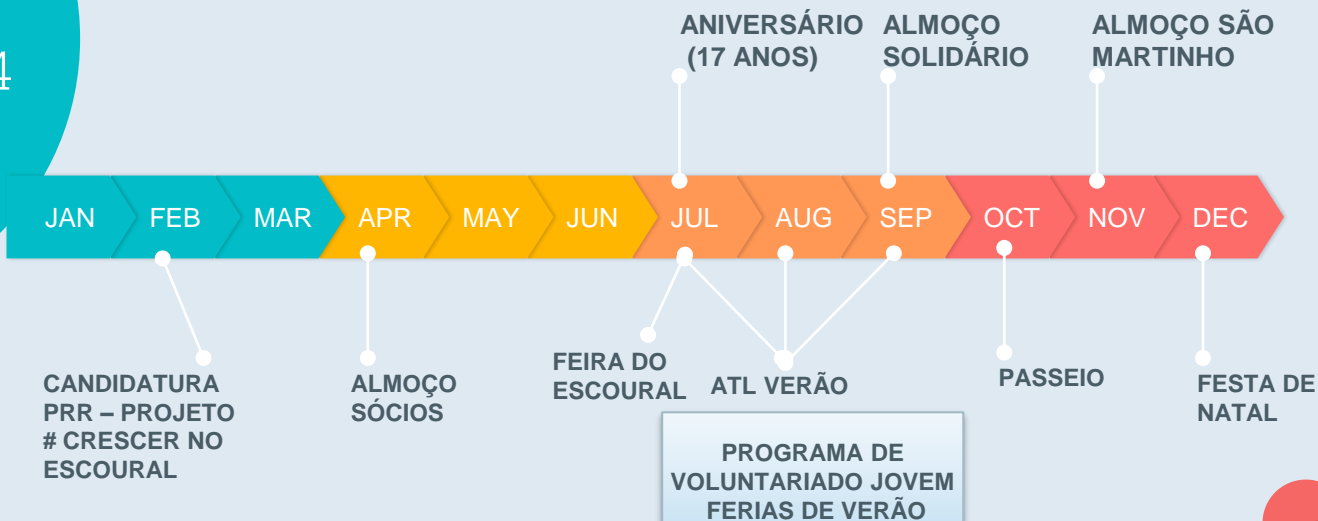 4
ANIVERSÁRIO
(17 ANOS)
ALMOÇO
SOLIDÁRIO
ALMOÇO SÃO
MARTINHO
JAN
FEB
MAR
APR
MAY
JUN
JUL
AUG
SEP
OCT
NOV
DEC
CANDIDATURA
PRR – PROJETO
# CRESCER NO
ESCOURAL
ALMOÇO
SÓCIOS
FEIRA DO
ESCOURAL
ATL VERÃO
PASSEIO
FESTA DE
NATAL
PROGRAMA DE
VOLUNTARIADO JOVEM
FERIAS DE VERÃO